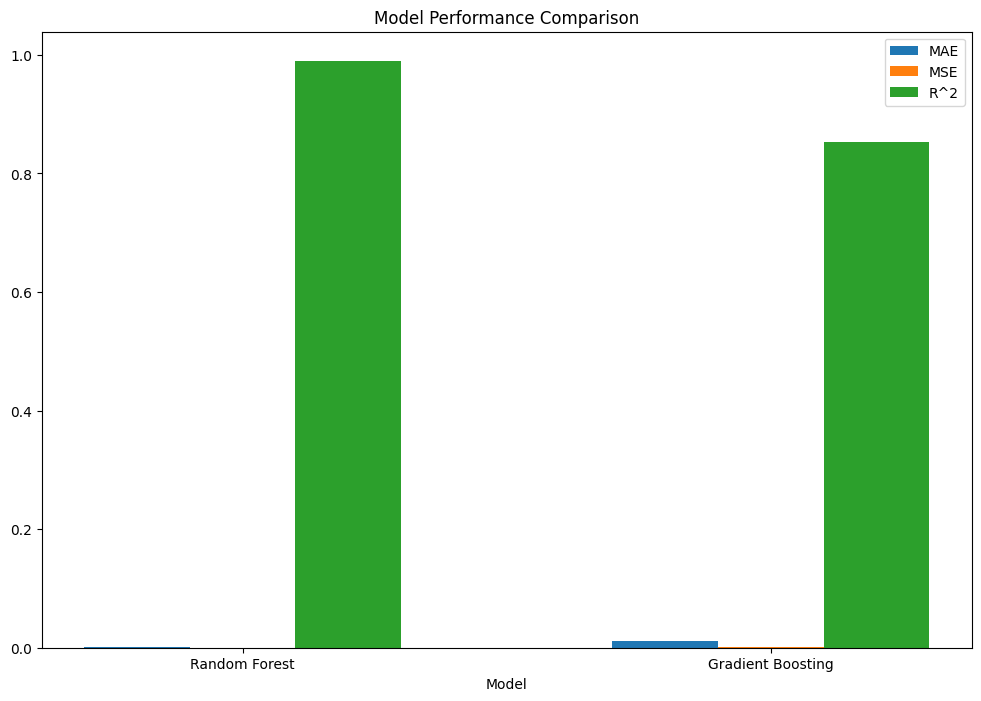 Model Performance Comparison
MAE
MSE
R^2
1.0
0.8
0.6
0.4
0.2
0.0
Random Forest
Gradient Boosting
Model